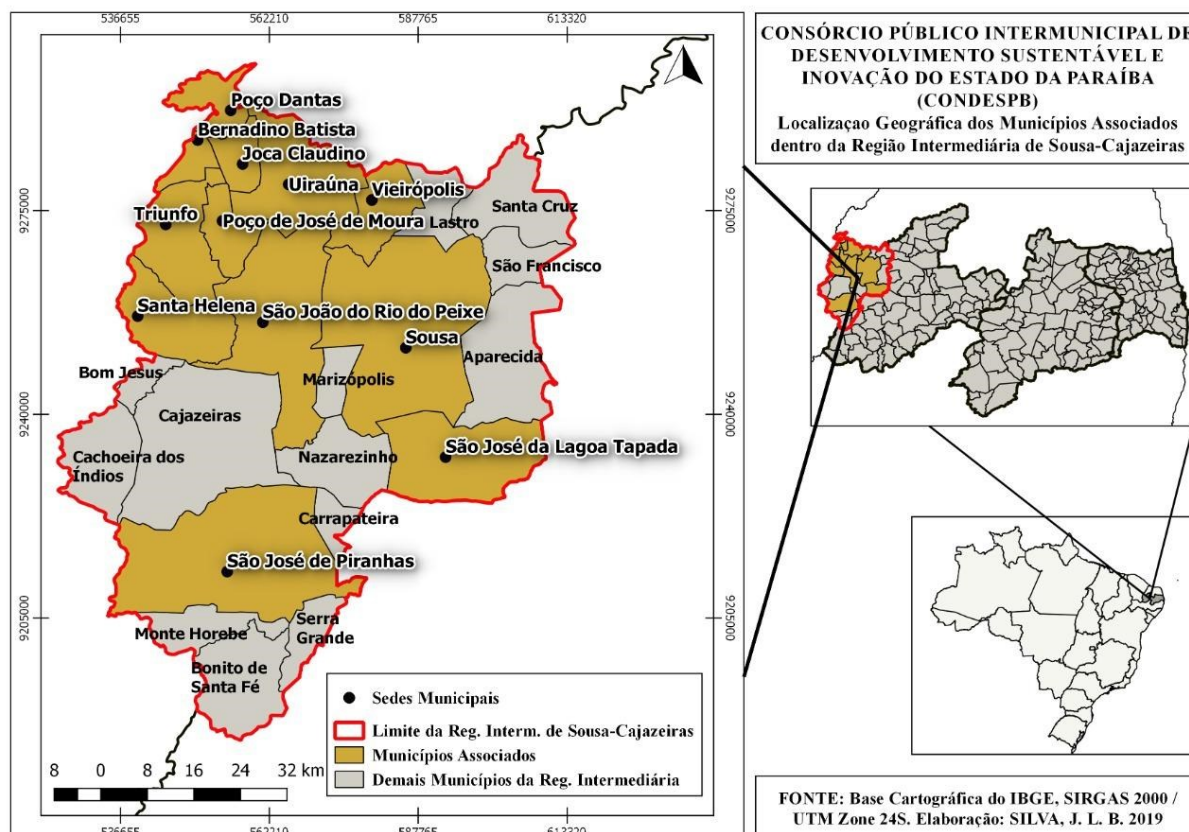 536655
562210
587765
613320
9275000
9240000
9205000
Poço Dantas
Bernadino Batista
Joca Claudino
Uiraúna
Vieirópolis
Santa Cruz
Triunfo
Poço de José de Moura
Lastro
São Francisco
Santa Helena
São João do Rio do Peixe
Sousa
Aparecida
Bom Jesus
Marizópolis
Cajazeiras
São José da Lagoa Tapada
Cachoeira dos
Índios
Nazarezinho
Carrapateira
São José de Piranhas
Serra
Grande
Monte Horebe
Bonito de
Santa Fé
Sedes Municipais
Limite da Reg. Interm. de Sousa-Cajazeiras
Municípios Associados
Demais Municípios da Reg. Intermediária
8 0 8 16 24 32 km
9275000
9240000
9205000
536655
562210
587765
613320
CONSÓRCIO PÚBLICO INTERMUNICIPAL DE
DESENVOLVIMENTO SUSTENTÁVEL E
INOVAÇÃO DO ESTADO DA PARAÍBA
(CONDESPB)
Localizaçao Geográfica dos Municípios Associados
dentro da Região Intermediária de Sousa-Cajazeiras
FONTE: Base Cartográfica do IBGE, SIRGAS 2000 /
UTM Zone 24S. Elaboração: SILVA, J. L. B. 2019